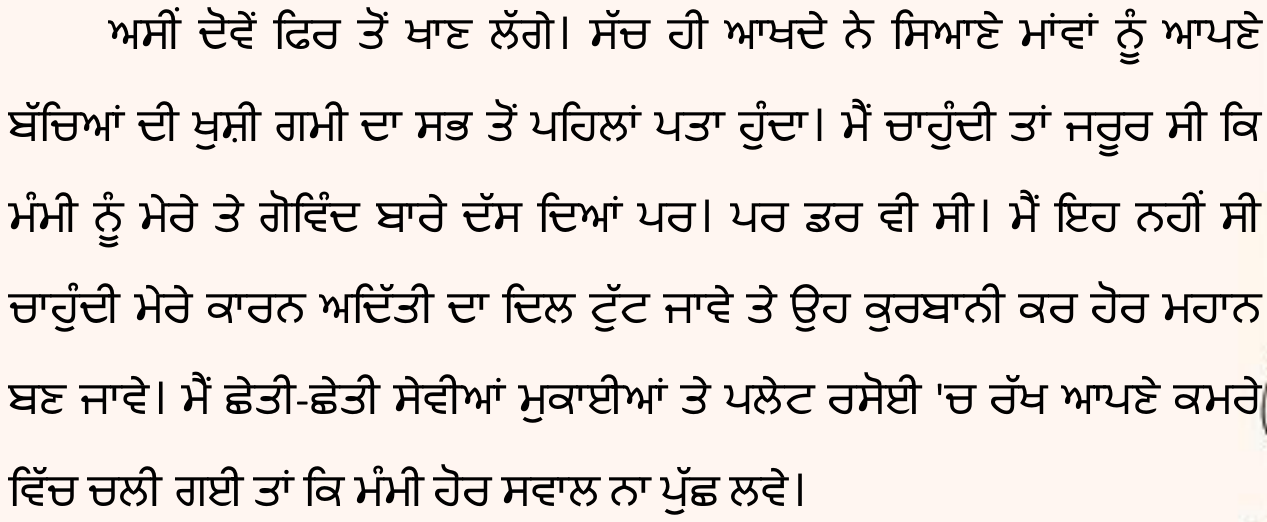 ਅਸੀਂ ਦੋਵੇਂ ਫਿਰ ਤੋਂ ਖਾਣ ਲੱਗੇ। ਸੱਚ ਹੀ ਆਖਦੇ ਨੇ ਸਿਆਣੇ ਮਾਂਵਾਂ ਨੂੰ ਆਪਣੇ
ਬੱਚਿਆਂ ਦੀ ਖੁਸ਼ੀ ਗਮੀ ਦਾ ਸਭ ਤੋਂ ਪਹਿਲਾਂ ਪਤਾ ਹੁੰਦਾ। ਮੈਂ ਚਾਹੁੰਦੀ ਤਾਂ ਜਰੂਰ ਸੀ ਕਿ
ਮੰਮੀ ਨੂੰ ਮੇਰੇ ਤੇ ਗੋਵਿੰਦ ਬਾਰੇ ਦੱਸ ਦਿਆਂ ਪਰ। ਪਰ ਡਰ ਵੀ ਸੀ। ਮੈਂ ਇਹ ਨਹੀਂ ਸੀ
ਚਾਹੁੰਦੀ ਮੇਰੇ ਕਾਰਨ ਅਦਿੱਤੀ ਦਾ ਦਿਲ ਟੁੱਟ ਜਾਵੇ ਤੇ ਉਹ ਕੁਰਬਾਨੀ ਕਰ ਹੋਰ ਮਹਾਨ
ਬਣ ਜਾਵੇ। ਮੈਂ ਛੇਤੀ-ਛੇਤੀ ਸੇਵੀਆਂ ਮੁਕਾਈਆਂ ਤੇ ਪਲੇਟ ਰਸੋਈ 'ਚ ਰੱਖ ਆਪਣੇ ਕਮਰੇ
ਵਿੱਚ ਚਲੀ ਗਈ ਤਾਂ ਕਿ ਮੰਮੀ ਹੋਰ ਸਵਾਲ ਨਾ ਪੁੱਛ ਲਵੇ।